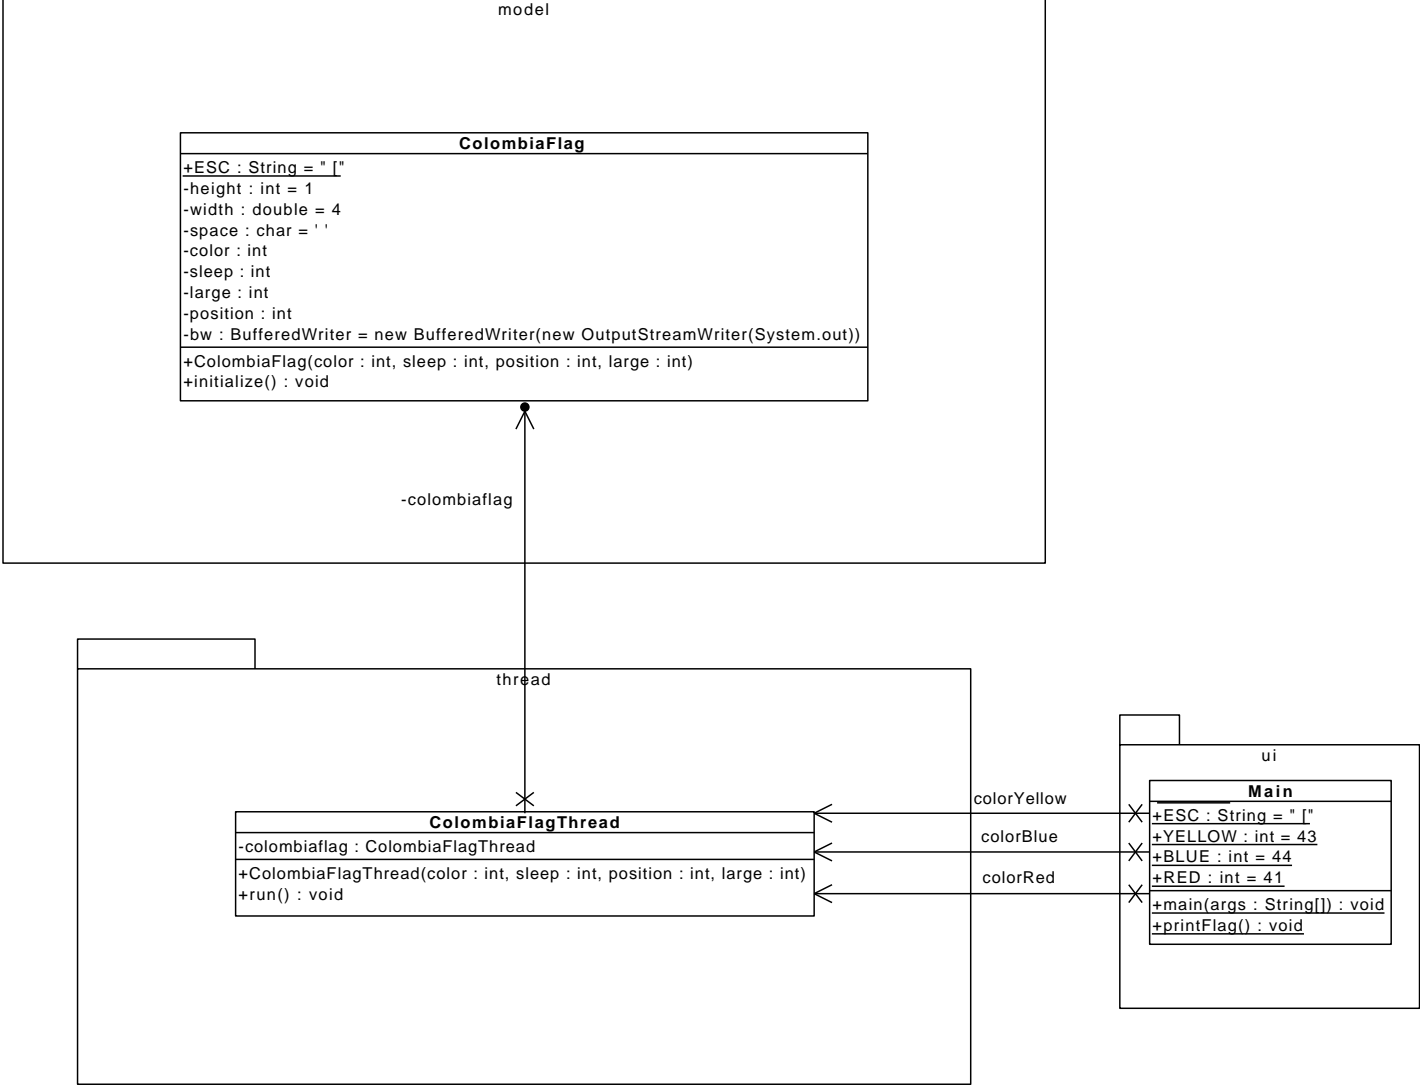 model
ColombiaFlag
+ESC : String = " ["
-height : int = 1
-width : double = 4
-space : char = ' '
-color : int
-sleep : int
-large : int
-position : int
-bw : BufferedWriter = new BufferedWriter(new OutputStreamWriter(System.out))
+ColombiaFlag(color : int, sleep : int, position : int, large : int)
+initialize() : void
-colombiaflag
thread
ColombiaFlagThread
-colombiaflag : ColombiaFlagThread
+ColombiaFlagThread(color : int, sleep : int, position : int, large : int)
+run() : void
colorYellow
colorBlue
colorRed
ui
Main
+ESC : String = " ["
+YELLOW : int = 43
+BLUE : int = 44
+RED : int = 41
+main(args : String[]) : void
+printFlag() : void